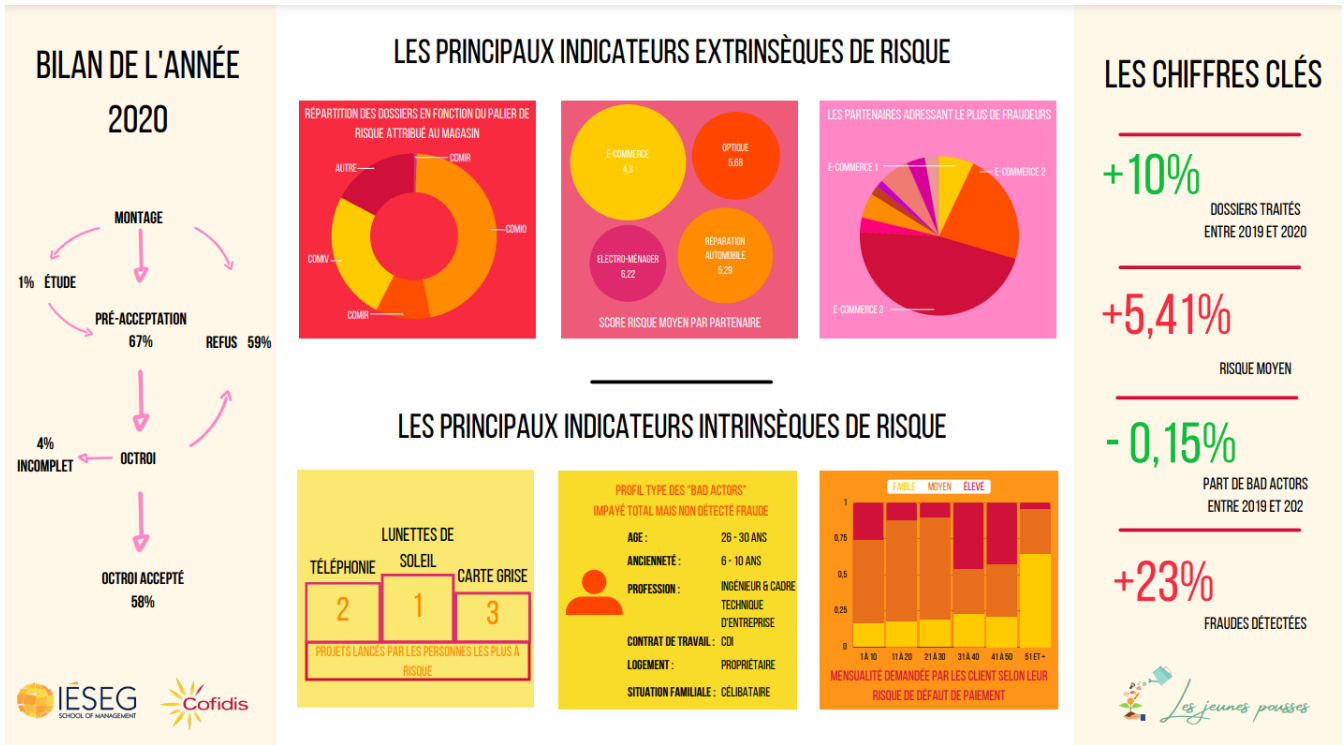 BILAN DE L'ANNÉE
2020
MONTAGE
1% ÉTUDE
PRÉ-ACCEPTATION
67%
REFUS 59%
4%
INCOMPLET
OCTROI
OCTROI ACCEPTÉ
58%
IÉSEG
SCHOOL OF MANAGEMENT
Cofidis
LES PRINCIPAUX INDICATEURS EXTRINSÈQUES DE RISQUE
RÉPARTITION DES DOSSIERS EN FONCTION DU PALIER DE
RISQUE ATTRIBUÉ AU MAGASIN
COMIR
AUTRE
COMIO
COMIV
COMIR
E-COMMERCE
4.3
OPTIQUE
5,68
ELECTRO-MÉNAGER
6,22
RÉPARATION
AUTOMOBILE
5,29
SCORE RISQUE MOYEN PAR PARTENAIRE
LES PARTENAIRES ADRESSANT LE PLUS DE FRAUDEURS
E-COMMERCE 1
E-COMMERCE 2
E-COMMERCE 3
LES PRINCIPAUX INDICATEURS INTRINSÈQUES DE RISQUE
TÉLÉPHONIE
LUNETTES DE
SOLEIL
CARTE GRISE
2
1
3
PROJETS LANCÉS PAR LES PERSONNES LES PLUS À
RISQUE
PROFIL TYPE DES "BAD ACTORS"
IMPAYÉ TOTAL MAIS NON DÉTECTÉ FRAUDE
AGE : 26 - 30 ANS
ANCIENNETÉ : 6 - 10 ANS
PROFESSION : INGÉNIEUR & CADRE
TECHNIQUE
D'ENTREPRISE
CONTRAT DE TRAVAIL : CDI
LOGEMENT : PROPRIÉTAIRE
SITUATION FAMILIALE : CÉLIBATAIRE
FAIBLE MOYEN ÉLEVÉ
1
0,75
0,5
0,25
0
1 À 10 11 À 20 21 À 30 31 À 40 41 À 50 51 ET +
MENSUALITÉ DEMANDÉE PAR LES CLIENT SELON LEUR
RISQUE DE DÉFAUT DE PAIEMENT
LES CHIFFRES CLÉS
+10%
DOSSIERS TRAITÉS
ENTRE 2019 ET 2020
+5,41%
RISQUE MOYEN
- 0,15%
PART DE BAD ACTORS
ENTRE 2019 ET 202
+23%
FRAUDES DÉTECTÉES
Les jeunes pousses